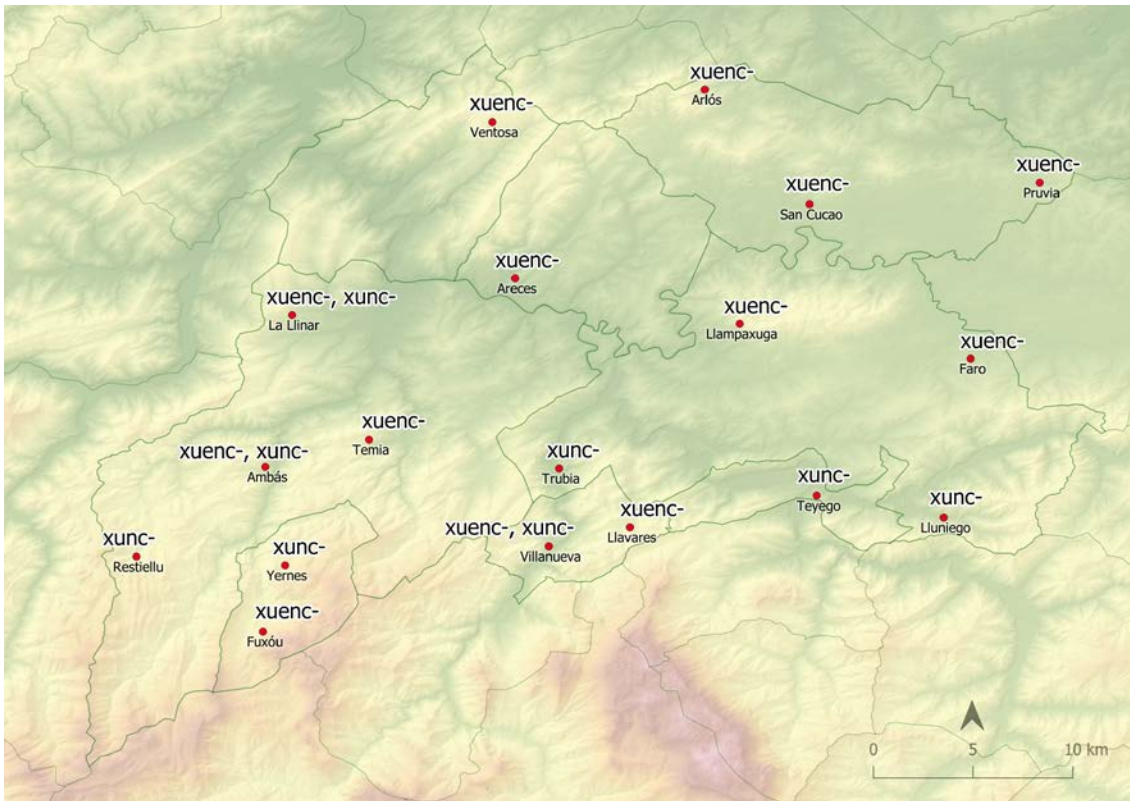 xuenc-
Arlós
xuenc-
Ventosa
xuenc-
Pruvia
xuenc-
San Cucao
xuenc-
Areces
xuenc-, xunc-
La Llinar
xuenc-
Llampaxuga
xuenc-
Faro
xuenc-
Temia
xuenc-, xunc-
Ambás
xunc-
Trubia
xunc-
Teyego
xunc-
Lluniego
xuenc-
Llavares
xuenc-, xunc-
Villanueva
xunc-
Restiellu
xunc-
Yernes
xuenc-
Fuxóu
0 5 10 km